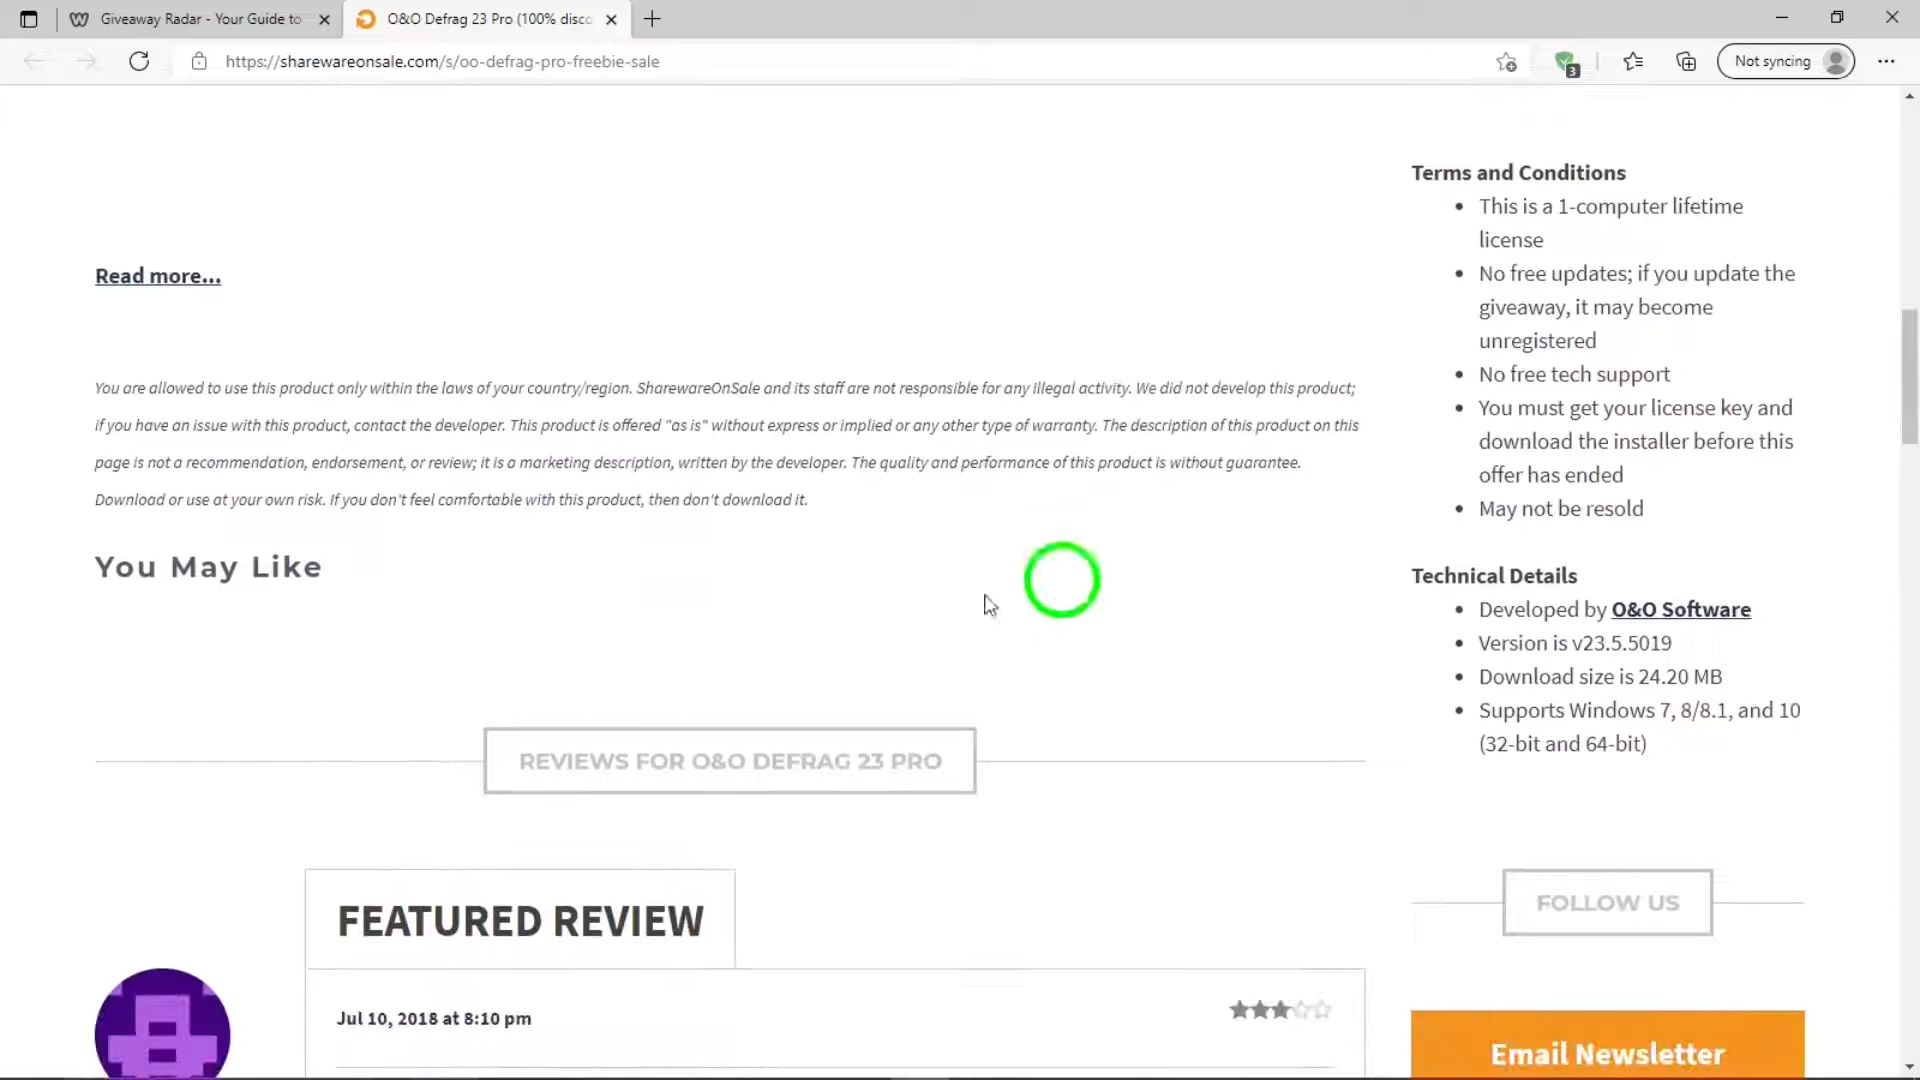 Giveaway Radar - Your Guide to
O&O Defrag 23 Pro (100% disco
https://sharewareonsale.com/s/oo-defrag-pro-freebie-sale
3
Not syncing
Read more...
You are allowed to use this product only within the laws of your country/region. SharewareOnSale and its staff are not responsible for any illegal activity. We did not develop this product;
if you have an issue with this product, contact the developer. This product is offered "as is" without express or implied or any other type of warranty. The description of this product on this
page is not a recommendation, endorsement, or review; it is a marketing description, written by the developer. The quality and performance of this product is without guarantee.
Download or use at your own risk. If you don't feel comfortable with this product, then don't download it.
You May Like
REVIEWS FOR O&O DEFRAG 23 PRO
FEATURED REVIEW
Jul 10, 2018 at 8:10 pm
Terms and Conditions
• This is a 1-computer lifetime
license
• No free updates; if you update the
giveaway, it may become
unregistered
• No free tech support
• You must get your license key and
download the installer before this
offer has ended
• May not be resold
Technical Details
• Developed by O&O Software
• Version is v23.5.5019
• Download size is 24.20 MB
• Supports Windows 7, 8/8.1, and 10
(32-bit and 64-bit)
FOLLOW US
Email Newsletter